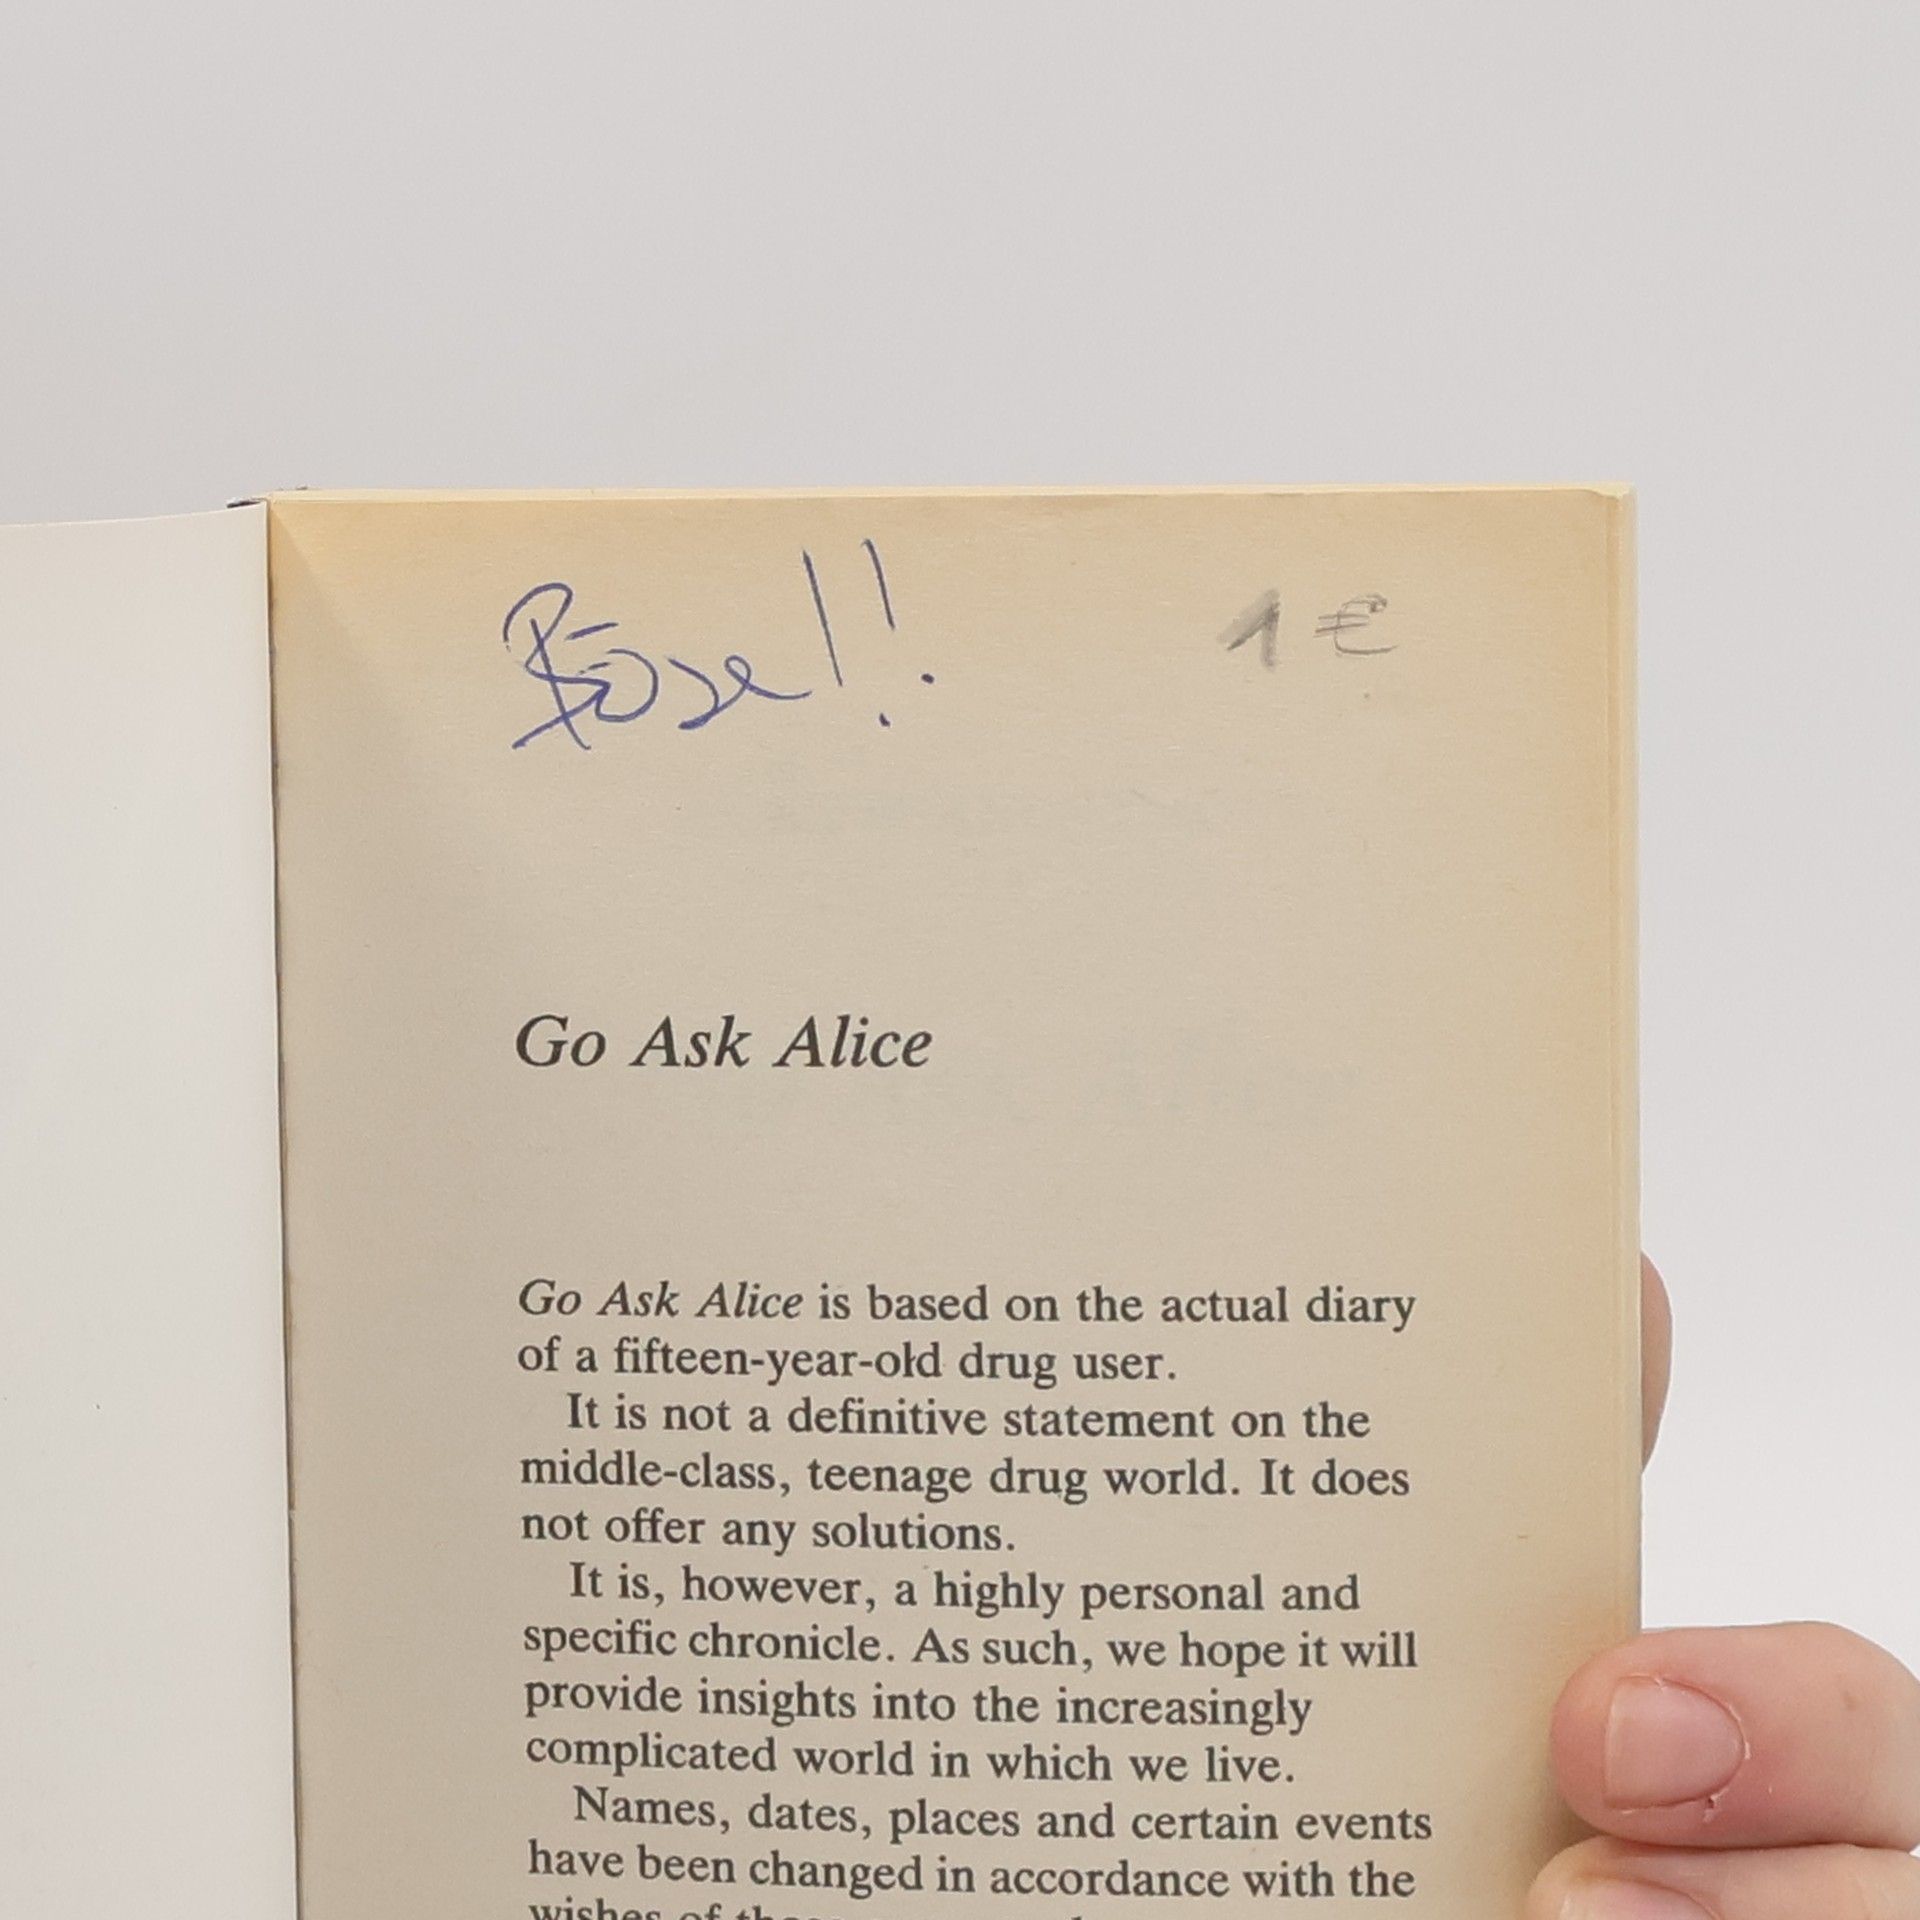 Böse!! 1 €
Go Ask Alice
Go Ask Alice is based on the actual diary
of a fifteen-year-old drug user.
It is not a definitive statement on the
middle-class, teenage drug world. It does
not offer any solutions.
It is, however, a highly personal and
specific chronicle. As such, we hope it will
provide insights into the increasingly
complicated world in which we live.
Names, dates, places and certain events
have been changed in accordance with the
wishes of